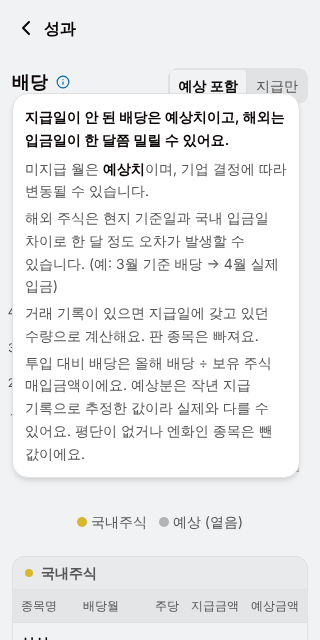 성과
배당
예상 포함
지급만
지급일이 안 된 배당은 예상치이고, 해외는
입금일이 한 달쯤 밀릴 수 있어요.
미지급 월은 예상치이며, 기업 결정에 따라
변동될 수 있습니다.
해외 주식은 현지 기준일과 국내 입금일
차이로 한 달 정도 오차가 발생할 수
있습니다. (예: 3월 기준 배당 → 4월 실제
입금)
거래 기록이 있으면 지급일에 갖고 있던
수량으로 계산해요. 판 종목은 빠져요.
투입 대비 배당은 올해 배당 ÷ 보유 주식
매입금액이에요. 예상분은 작년 지급
기록으로 추정한 값이라 실제와 다를 수
있어요. 평단이 없거나 엔화인 종목은 뺀
값이에요.
국내주식
예상 (옅음)
국내주식
종목명 배당월 주당 지급금액 예상금액